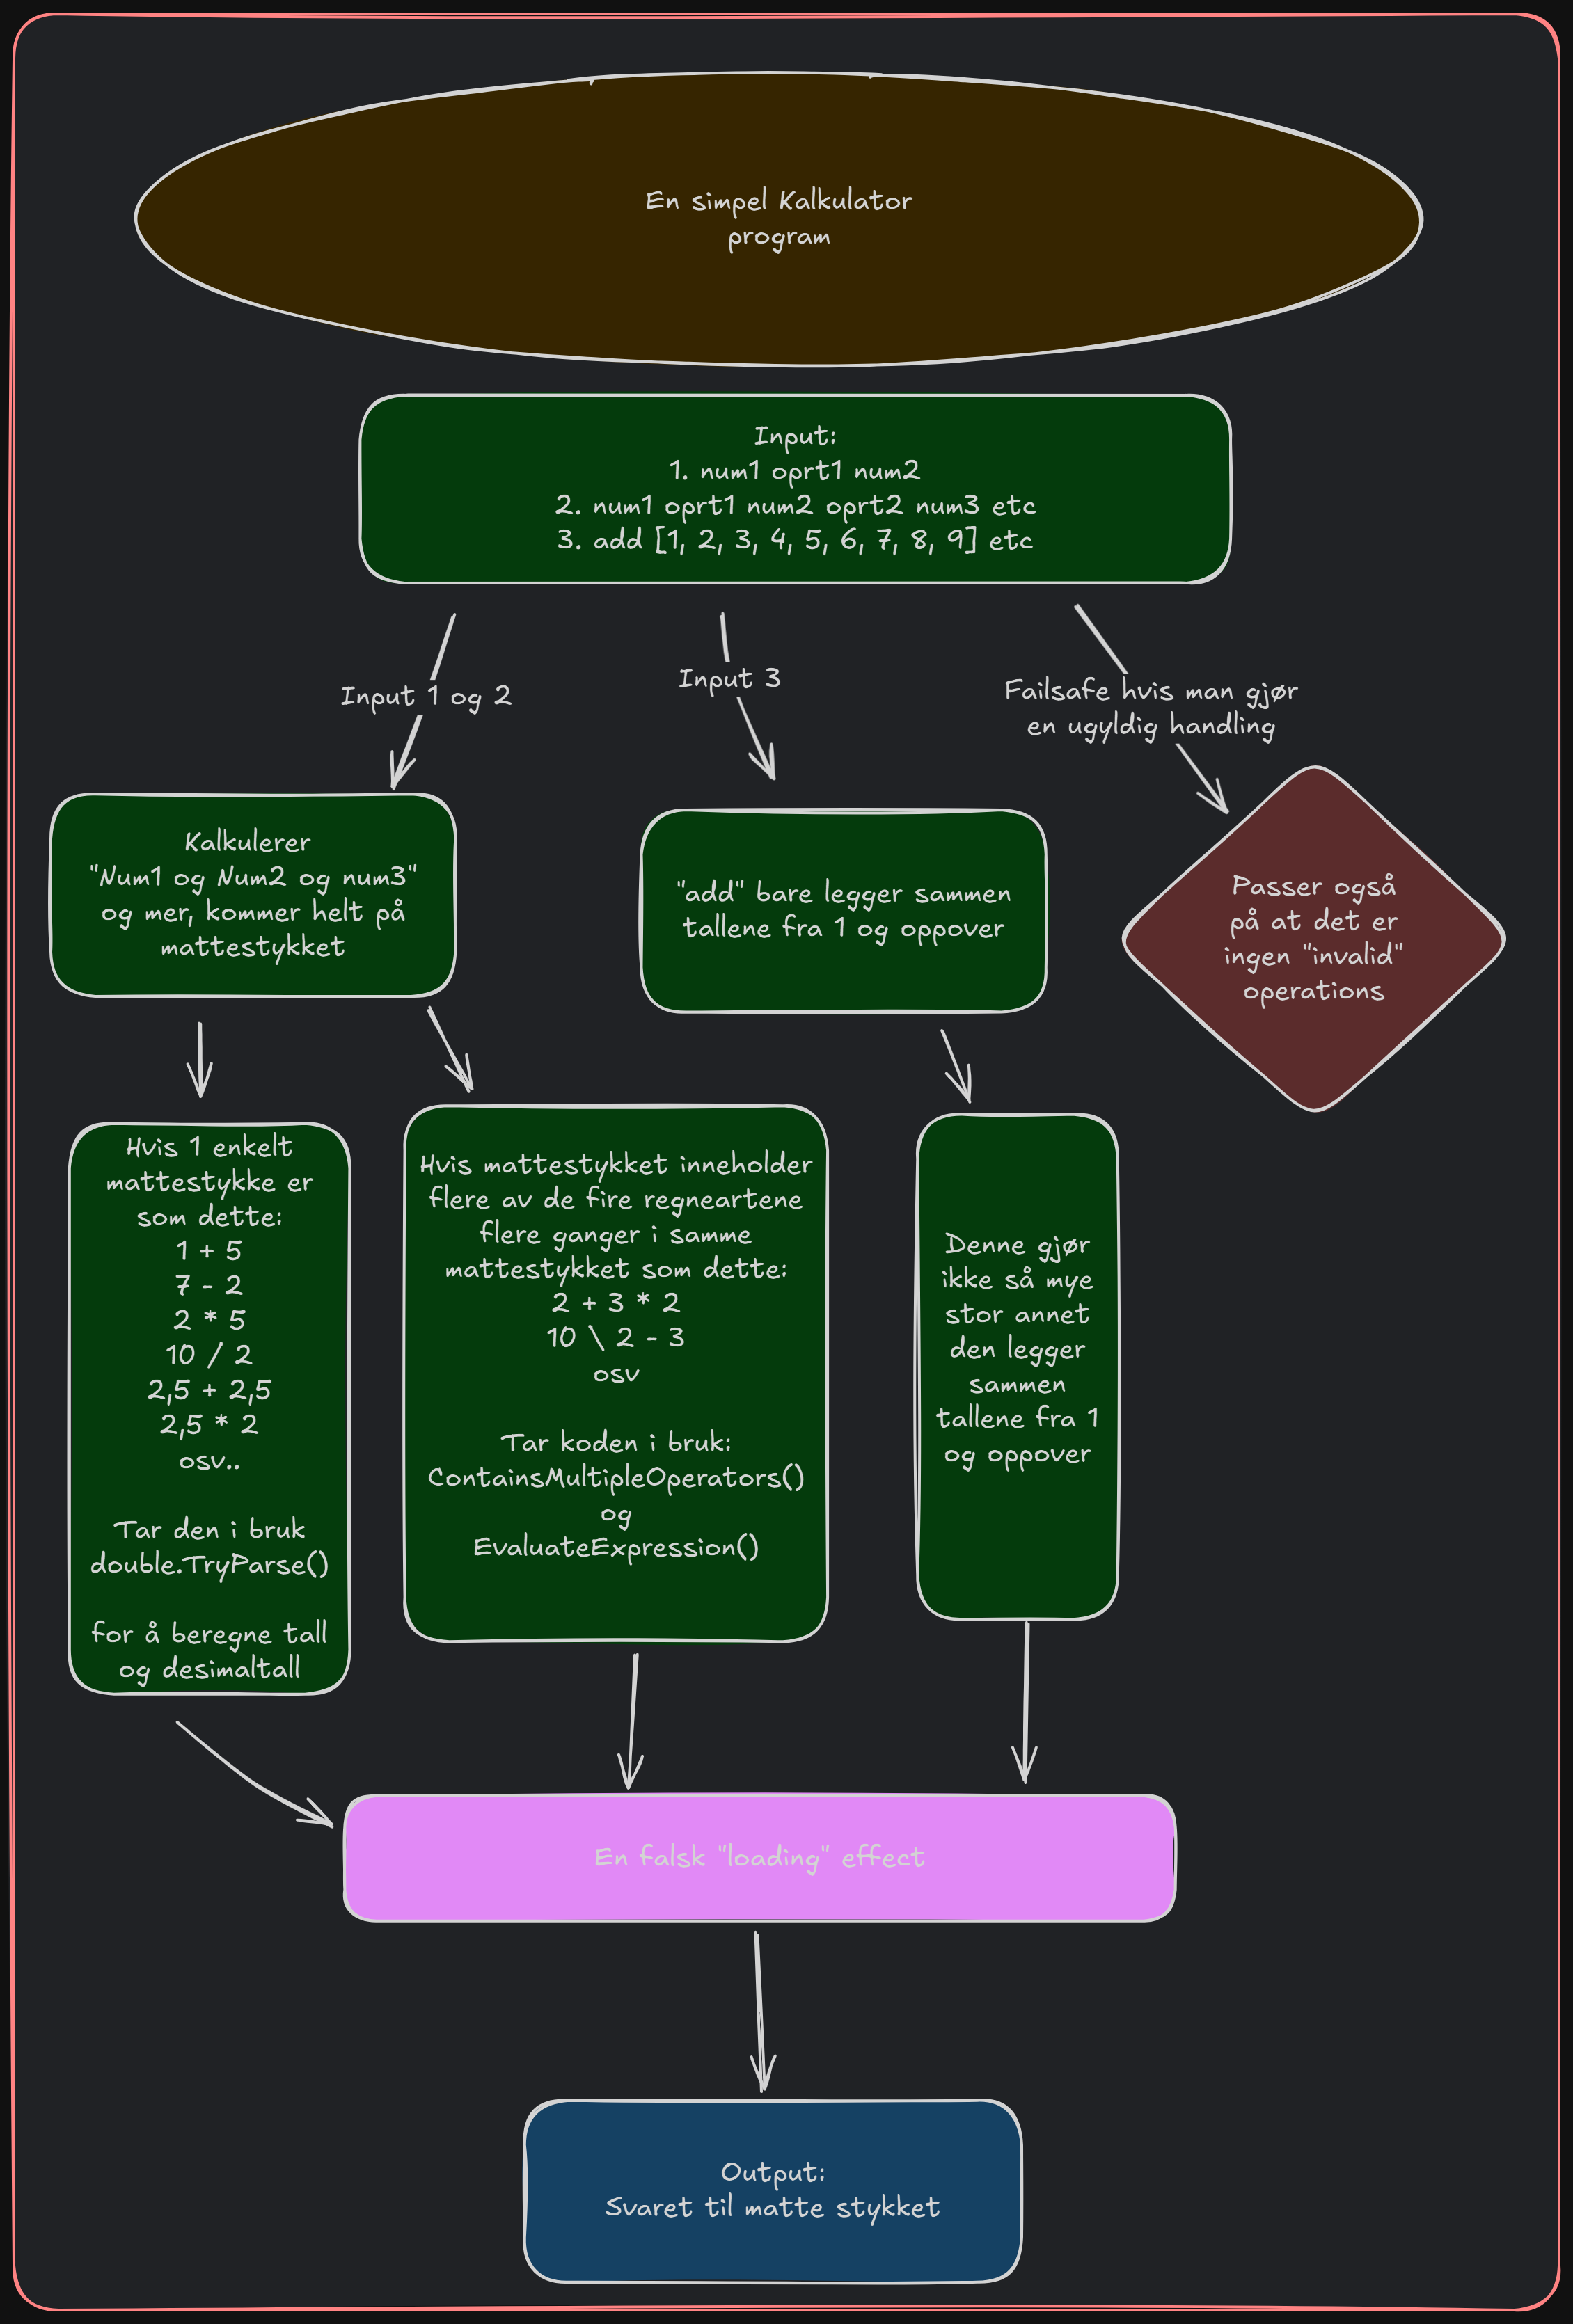 En simpel Kalkulator
program
Input:
1. num1 oprt1 num2
2. num1 oprt1 num2 oprt2 num3 etc
3. add [1, 2, 3, 4, 5, 6, 7, 8, 9] etc
Input 1 og 2
Input 3
Failsafe hvis man gjør
en ugyldig handling
Kalkulerer
"Num1 og Num2 og num3"
og mer, kommer helt på
mattestykket
"add" bare legger sammen
tallene fra 1 og oppover
Passer også
på at det er
ingen "invalid"
operations
Hvis 1 enkelt
mattestykke er
som dette:
1 + 5
7 - 2
2 * 5
10 / 2
2,5 + 2,5
2,5 * 2
osv..
Tar den i bruk
double.TryParse()
for å beregne tall
og desimaltall
Hvis mattestykket inneholder
flere av de fire regneartene
flere ganger i samme
mattestykket som dette:
2 + 3 * 2
10 \ 2 - 3
osv
Tar koden i bruk:
ContainsMultipleOperators()
og
EvaluateExpression()
Denne gjør
ikke så mye
stor annet
den legger
sammen
tallene fra 1
og oppover
En falsk "loading" effect
Output:
Svaret til matte stykket